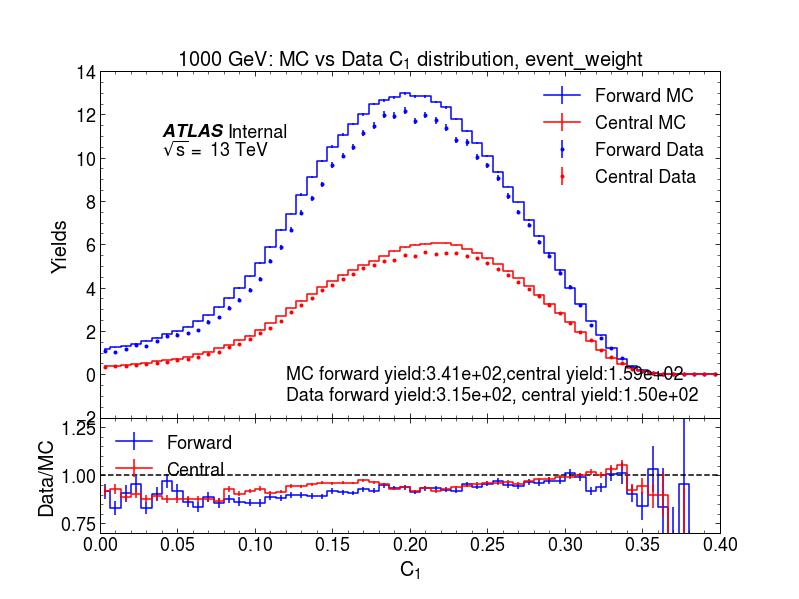 1000 GeV: MC vs Data C₁ distribution, event_weight
14
12
10
8
6
4
2
0
−2
Yields
ATLAS Internal
√s = 13 TeV
Forward MC
Central MC
Forward Data
Central Data
MC forward yield:3.41e+02,central yield:1.59e+02
Data forward yield:3.15e+02, central yield:1.50e+02
1.25
1.00
0.75
Data/MC
Forward
Central
0.00 0.05 0.10 0.15 0.20 0.25 0.30 0.35 0.40
C₁